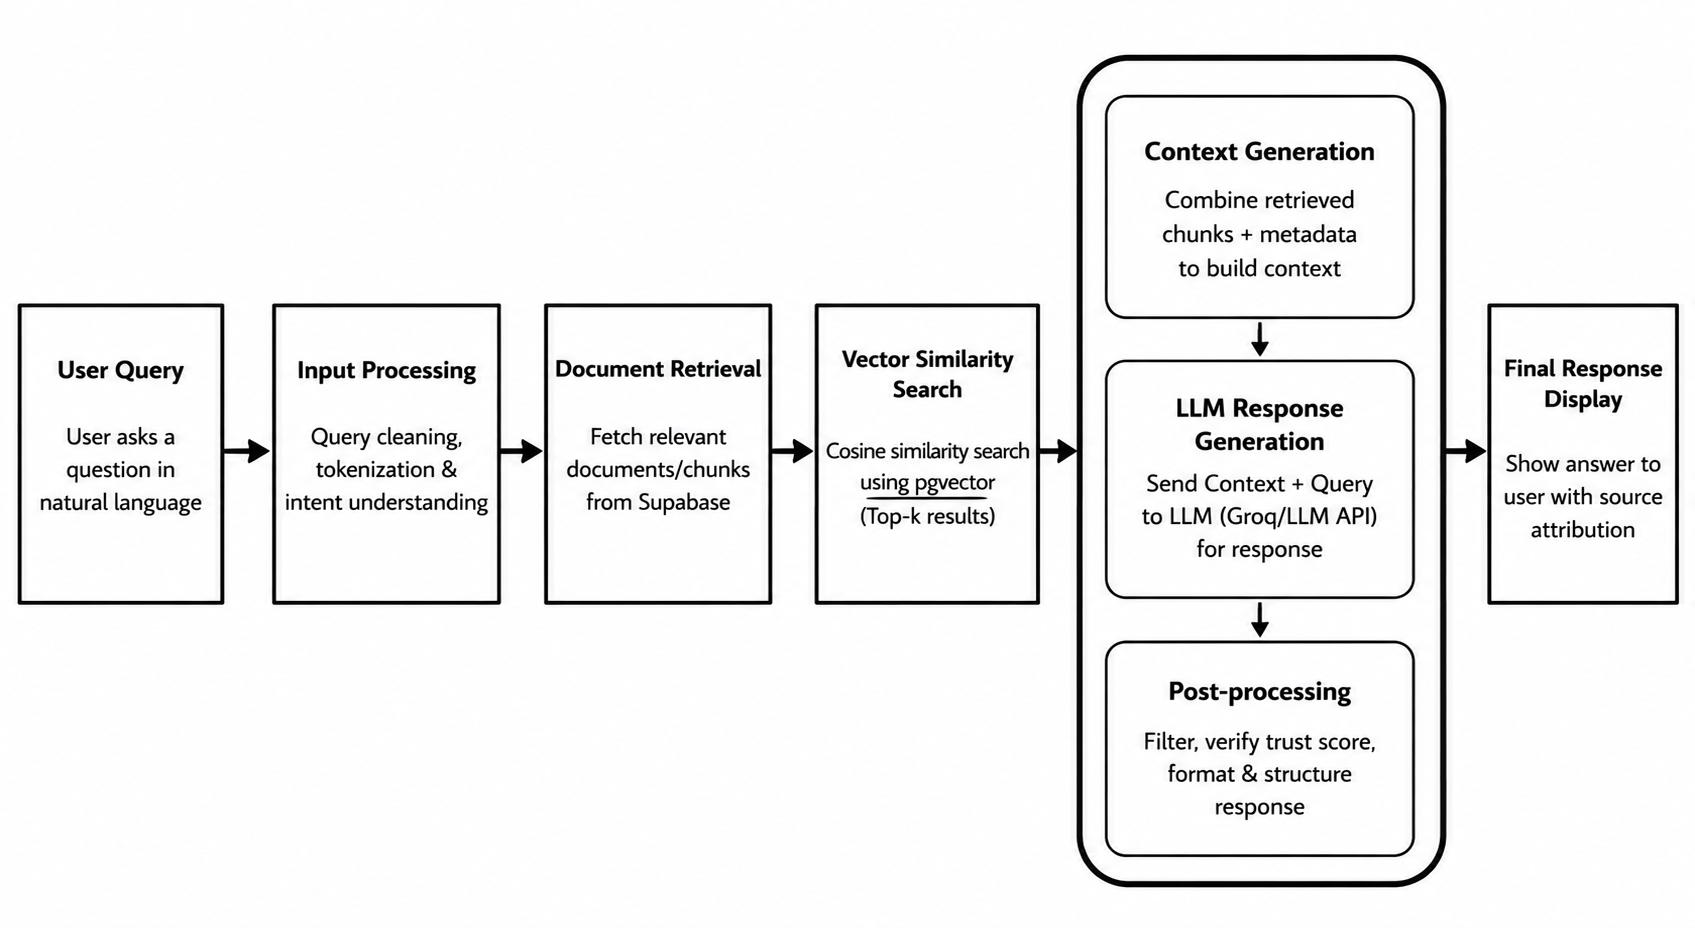 User Query
User asks a
question in
natural language
Input Processing
Query cleaning,
tokenization &
intent understanding
Document Retrieval
Fetch relevant
documents/chunks
from Supabase
Vector Similarity
Search
Cosine similarity search
using pgvector
(Top-k results)
Context Generation
Combine retrieved
chunks + metadata
to build context
LLM Response
Generation
Send Context + Query
to LLM (Groq/LLM API)
for response
Post-processing
Filter, verify trust score,
format & structure
response
Final Response
Display
Show answer to
user with source
attribution